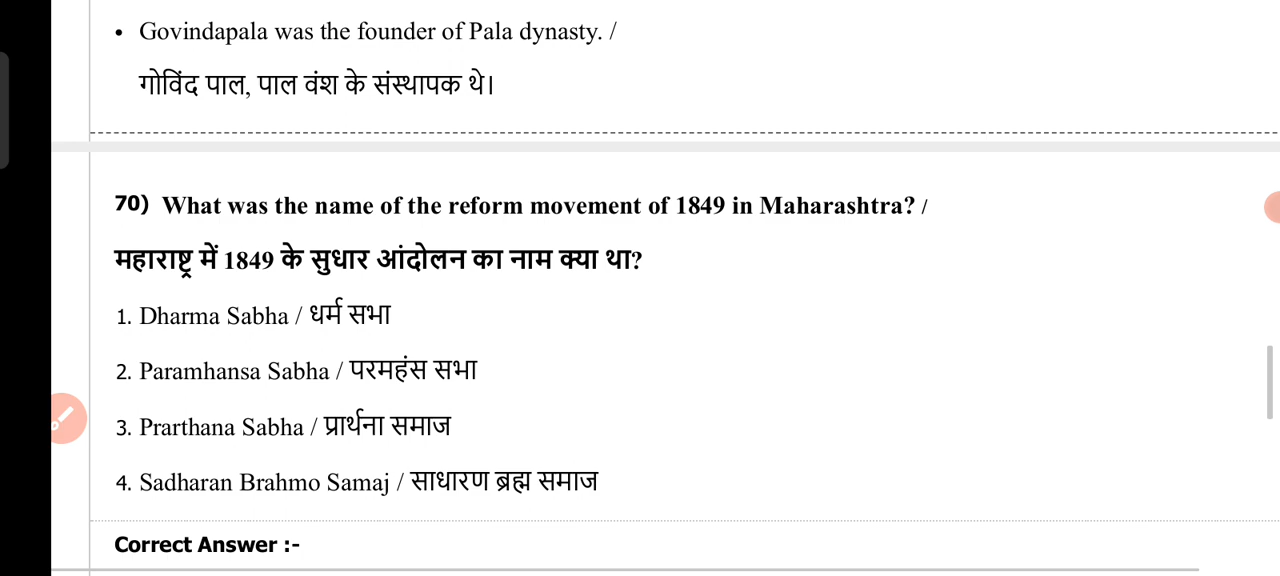 • Govindapala was the founder of Pala dynasty. /
गोविंद पाल, पाल वंश के संस्थापक थे।
70) What was the name of the reform movement of 1849 in Maharashtra? /
महाराष्ट्र में 1849 के सुधार आंदोलन का नाम क्या था?
1. Dharma Sabha / धर्म सभा
2. Paramhansa Sabha / परमहंस सभा
3. Prarthana Sabha / प्रार्थना समाज
4. Sadharan Brahmo Samaj / साधारण ब्रह्म समाज
Correct Answer :-